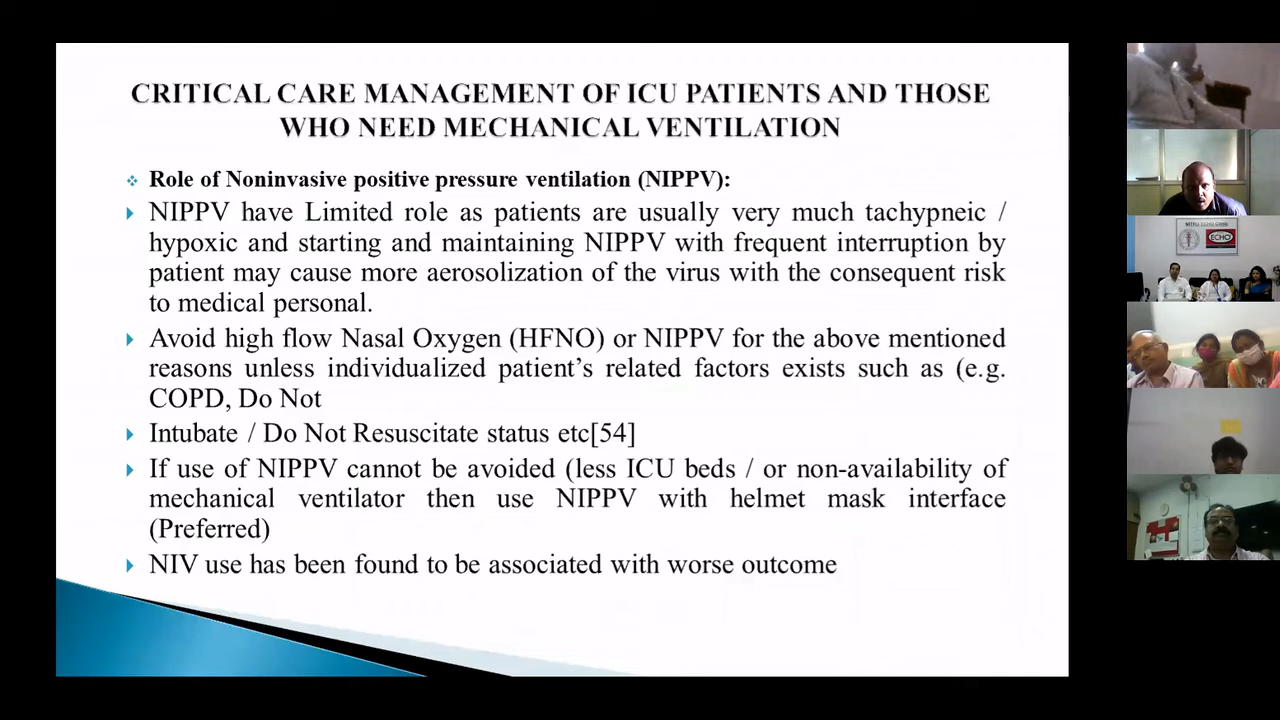 CRITICAL CARE MANAGEMENT OF ICU PATIENTS AND THOSE
WHO NEED MECHANICAL VENTILATION
Role of Noninvasive positive pressure ventilation (NIPPV):
NIPPV have Limited role as patients are usually very much tachypneic /
hypoxic and starting and maintaining NIPPV with frequent interruption by
patient may cause more aerosolization of the virus with the consequent risk
to medical personal.
Avoid high flow Nasal Oxygen (HFNO) or NIPPV for the above mentioned
reasons unless individualized patient’s related factors exists such as (e.g.
COPD, Do Not
Intubate / Do Not Resuscitate status etc[54]
If use of NIPPV cannot be avoided (less ICU beds / or non-availability of
mechanical ventilator then use NIPPV with helmet mask interface
(Preferred)
NIV use has been found to be associated with worse outcome
ECHO